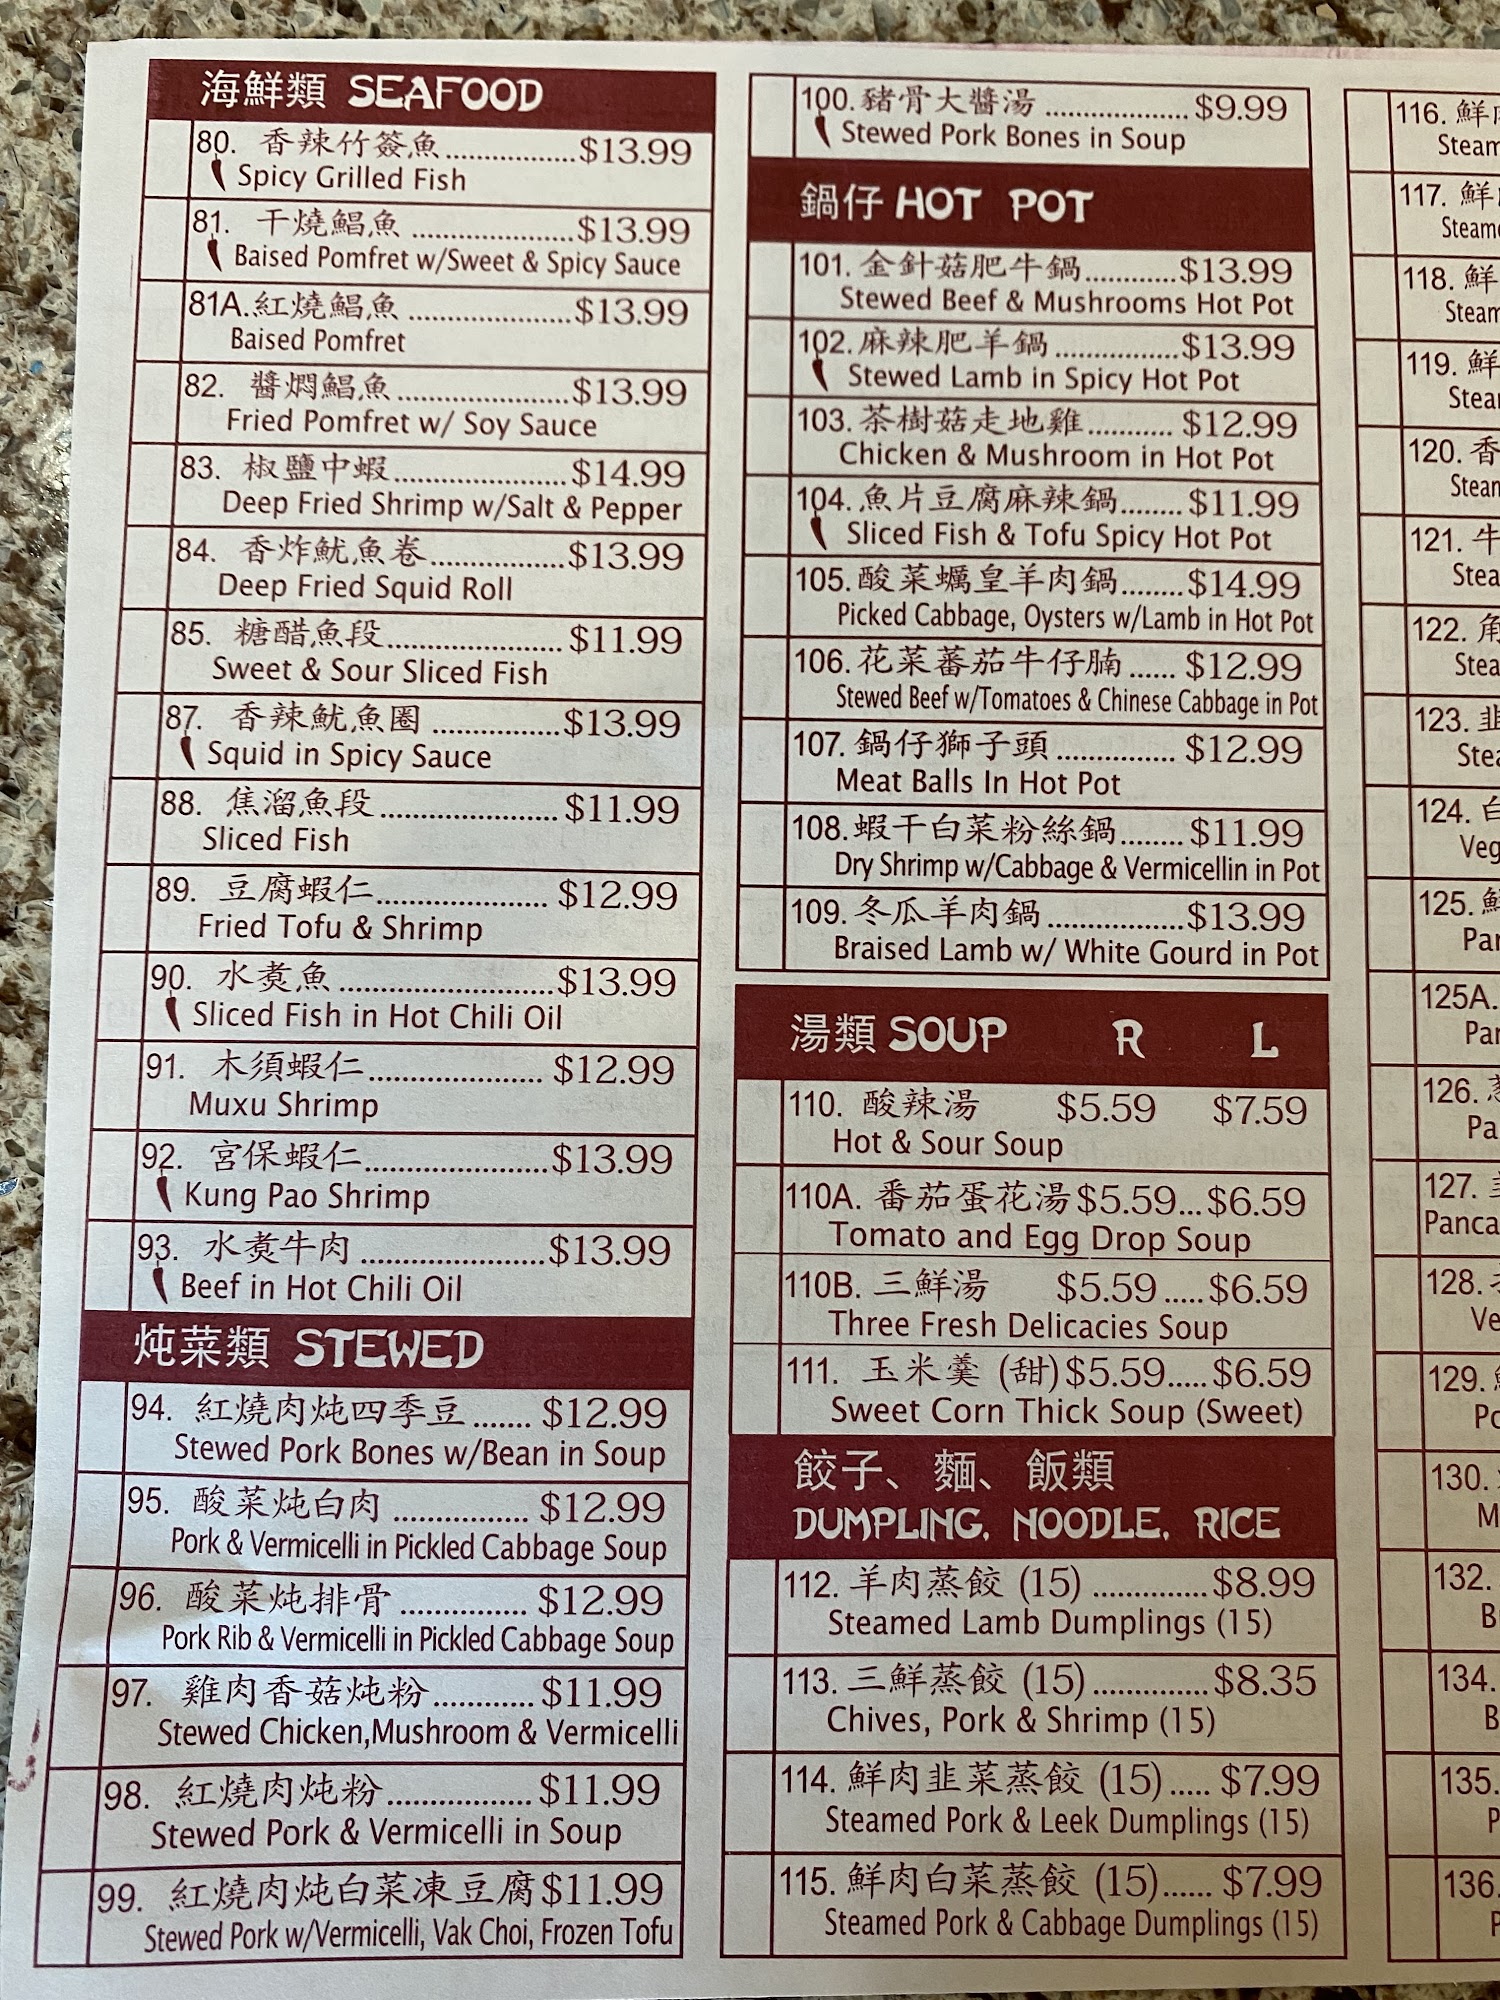 海鮮類 SEAFOOD
80. 香辣竹簽魚..............$13.99
Spicy Grilled Fish
81. 干燒鯧魚 ......................$13.99
Baised Pomfret w/Sweet & Spicy Sauce
81A.紅燒鯧魚 ......................$13.99
Baised Pomfret
82. 醬燜鯧魚......................$13.99
Fried Pomfret w/ Soy Sauce
83. 椒鹽中蝦......................$14.99
Deep Fried Shrimp w/Salt & Pepper
84. 香炸魷魚卷.................$13.99
Deep Fried Squid Roll
85. 糖醋魚段...................... $11.99
Sweet & Sour Sliced Fish
87. 香辣魷魚圈 ................$13.99
Squid in Spicy Sauce
88. 焦溜魚段...................... $11.99
Sliced Fish
89. 豆腐蝦仁..................... $12.99
Fried Tofu & Shrimp
90. 水煮魚..........................$13.99
Sliced Fish in Hot Chili Oil
91. 木須蝦仁..................... $12.99
Muxu Shrimp
92. 宮保蝦仁......................$13.99
Kung Pao Shrimp
93. 水煮牛肉 ......................$13.99
Beef in Hot Chili Oil
炖菜類 STEWED
94. 紅燒肉炖四季豆....... $12.99
Stewed Pork Bones w/Bean in Soup
95. 酸菜炖白肉 ................ $12.99
Pork & Vermicelli in Pickled Cabbage Soup
96. 酸菜炖排骨 ............... $12.99
Pork Rib & Vermicelli in Pickled Cabbage Soup
97. 雞肉香菇炖粉............ $11.99
Stewed Chicken,Mushroom & Vermicelli
98. 紅燒肉炖粉................. $11.99
Stewed Pork & Vermicelli in Soup
99. 紅燒肉炖白菜凍豆腐$11.99
Stewed Pork w/Vermicelli, Vak Choi, Frozen Tofu
100.豬骨大醬湯 ................... $9.99
Stewed Pork Bones in Soup
鍋仔 HOT POT
101.金針菇肥牛鍋............$13.99
Stewed Beef & Mushrooms Hot Pot
102.麻辣肥羊鍋................$13.99
Stewed Lamb in Spicy Hot Pot
103.茶樹菇走地雞........... $12.99
Chicken & Mushroom in Hot Pot
104.魚片豆腐麻辣鍋........ $11.99
Sliced Fish & Tofu Spicy Hot Pot
105.酸菜蠣皇羊肉鍋........$14.99
Picked Cabbage, Oysters w/Lamb in Hot Pot
106.花菜蕃茄牛仔腩...... $12.99
Stewed Beef w/Tomatoes & Chinese Cabbage in Pot
107.鍋仔獅子頭............... $12.99
Meat Balls In Hot Pot
108.蝦干白菜粉絲鍋........ $11.99
Dry Shrimp w/Cabbage & Vermicellin in Pot
109.冬瓜羊肉鍋..................$13.99
Braised Lamb w/ White Gourd in Pot
湯類 SOUP R L
110. 酸辣湯 $5.59 $7.59
Hot & Sour Soup
110A. 番茄蛋花湯$5.59...$6.59
Tomato and Egg Drop Soup
110B. 三鮮湯 $5.59.....$6.59
Three Fresh Delicacies Soup
111. 玉米羹 (甜)$5.59.....$6.59
Sweet Corn Thick Soup (Sweet)
餃子、麵、飯類
DUMPLING, NOODLE, RICE
112. 羊肉蒸餃 (15) ...............$8.99
Steamed Lamb Dumplings (15)
113. 三鮮蒸餃 (15)...............$8.35
Chives, Pork & Shrimp (15)
114. 鮮肉韭菜蒸餃 (15)..... $7.99
Steamed Pork & Leek Dumplings (15)
115. 鮮肉白菜蒸餃 (15)...... $7.99
Steamed Pork & Cabbage Dumplings (15)
116. 鮮
117. 鮮
118. 鮮
119. 鮮
120. 香
121. 牛
122. 角
123. 韭
124. 白
125.
125A.
126.
127.
128.
129.
130.
132.
134.
135.
136.